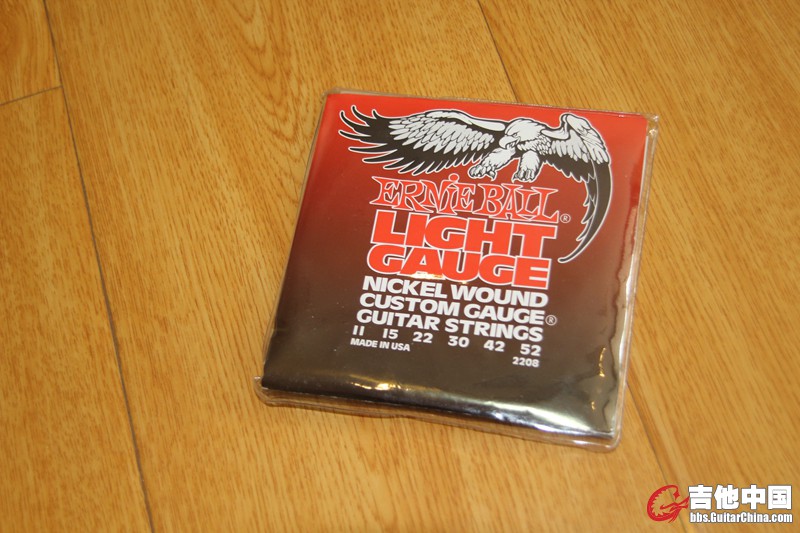 ERNIE BALL®
LIGHT
GAUGE
NICKEL WOUND
CUSTOM GAUGE®
GUITAR STRINGS
11 15 22 30 42 52
MADE IN USA
2208
吉他中国
bbs.GuitarChina.com